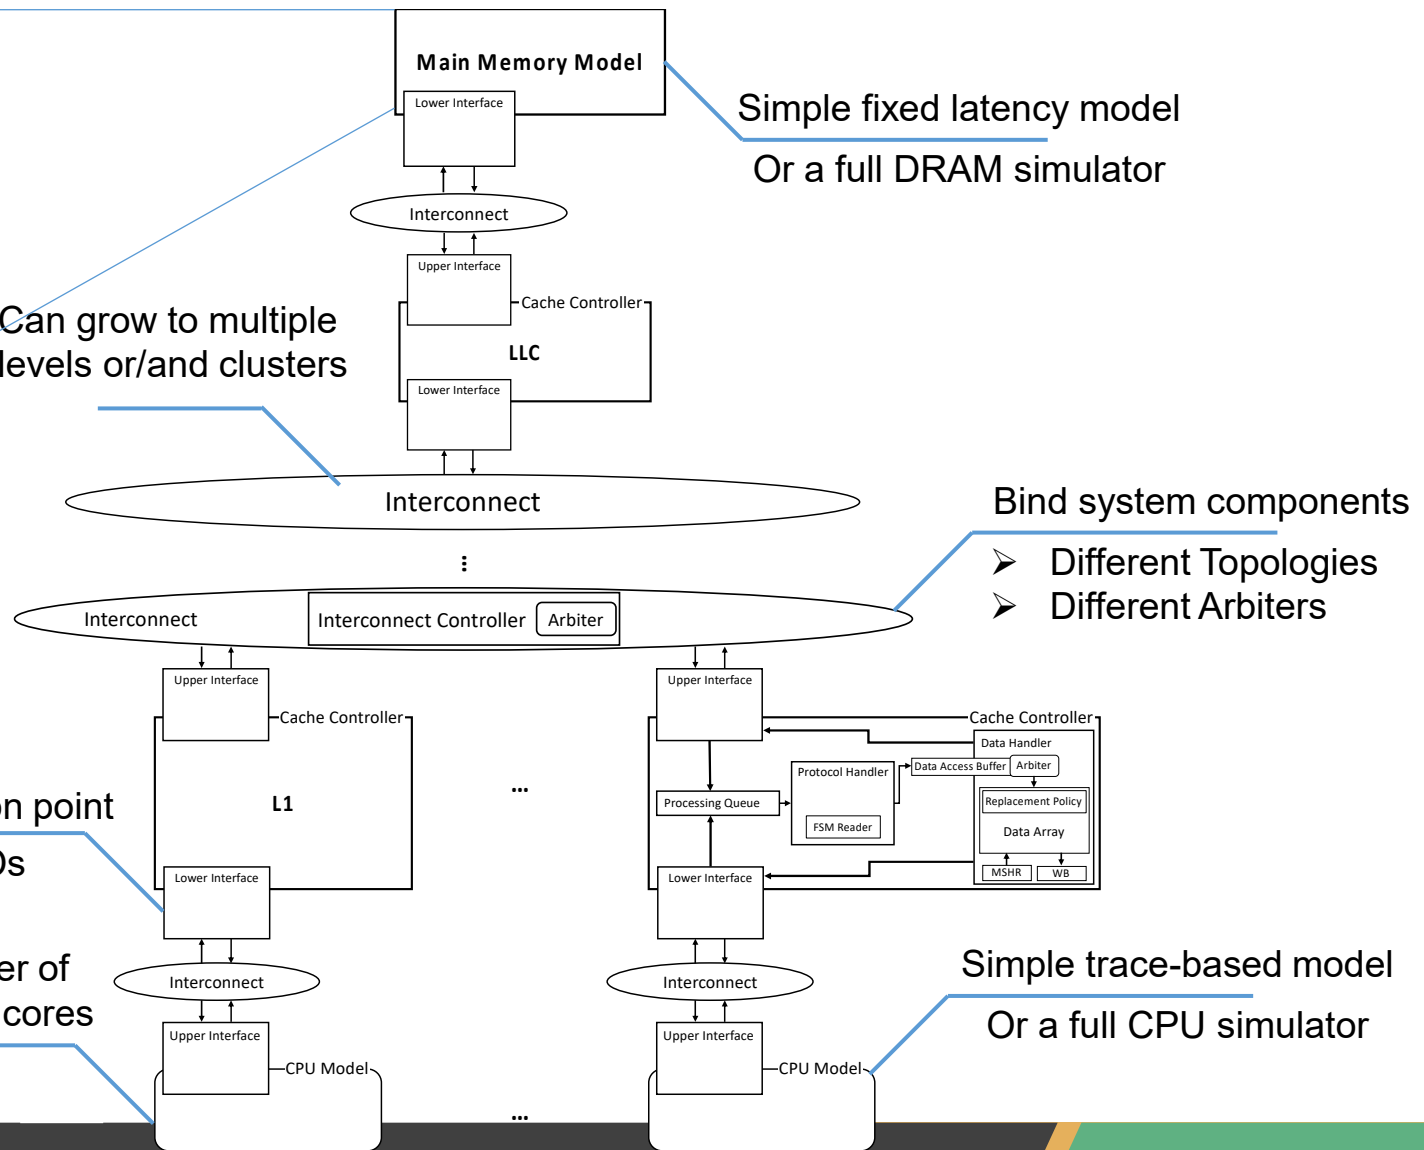 Main Memory Model
Lower Interface
Simple fixed latency model
Or a full DRAM simulator
Interconnect
Upper Interface
Cache Controller
LLC
Lower Interface
Can grow to multiple
levels or/and clusters
Interconnect
...
Bind system components
➢ Different Topologies
➢ Different Arbiters
Interconnect
Interconnect Controller
Arbiter
Upper Interface
Cache Controller
L1
Lower Interface
on point
Interconnect
er of
cores
Upper Interface
CPU Model
...
...
Upper Interface
Cache Controller
Data Handler
Protocol Handler
Data Access Buffer
Arbiter
Processing Queue
FSM Reader
Replacement Policy
Data Array
MSHR
WB
Lower Interface
Interconnect
Simple trace-based model
Or a full CPU simulator
Upper Interface
CPU Model